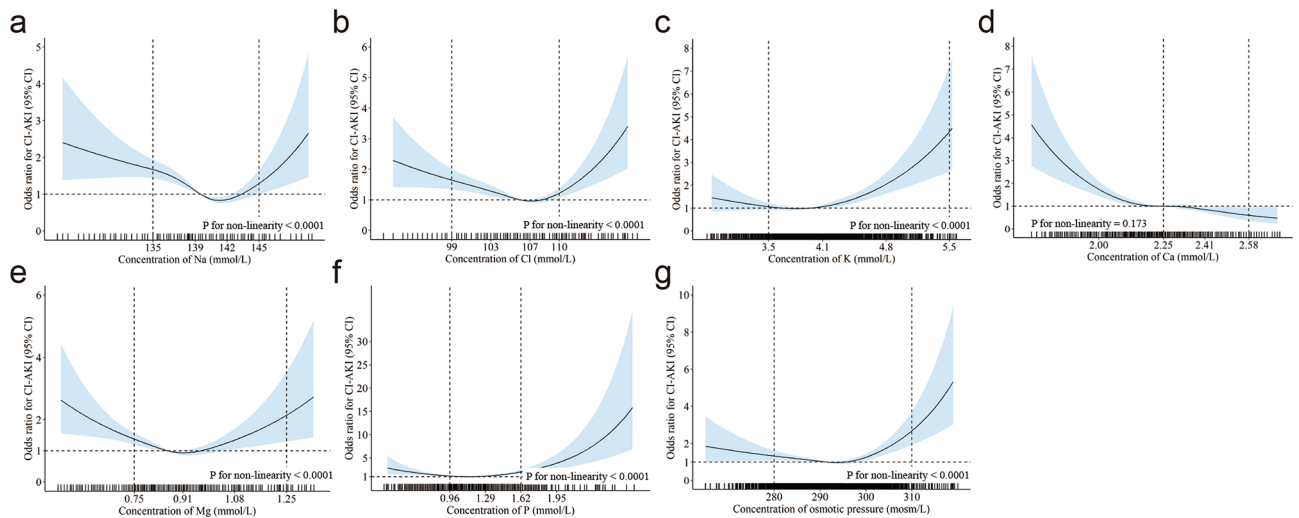 a
Odds ratio for CI-AKI (95% CI)
5
4
3
2
1
0
P for non-linearity < 0.0001
135 139 142 145
Concentration of Na (mmol/L)
b
Odds ratio for CI-AKI (95% CI)
5
4
3
2
1
0
P for non-linearity < 0.0001
99 103 107 110
Concentration of Cl (mmol/L)
c
Odds ratio for CI-AKI (95% CI)
8
7
6
5
4
3
2
1
0
P for non-linearity < 0.0001
3.5 4.1 4.8 5.5
Concentration of K (mmol/L)
d
Odds ratio for CI-AKI (95% CI)
8
7
6
5
4
3
2
1
0
P for non-linearity = 0.173
2.00 2.25 2.41 2.58
Concentration of Ca (mmol/L)
e
Odds ratio for CI-AKI (95% CI)
6
4
2
1
0
P for non-linearity < 0.0001
0.75 0.91 1.08 1.25
Concentration of Mg (mmol/L)
f
Odds ratio for CI-AKI (95% CI)
30
25
20
15
10
5
1
P for non-linearity < 0.0001
0.96 1.29 1.62 1.95
Concentration of P (mmol/L)
g
Odds ratio for CI-AKI (95% CI)
10
8
6
4
2
1
0
P for non-linearity < 0.0001
280 290 300 310
Concentration of osmotic pressure (mosm/L)